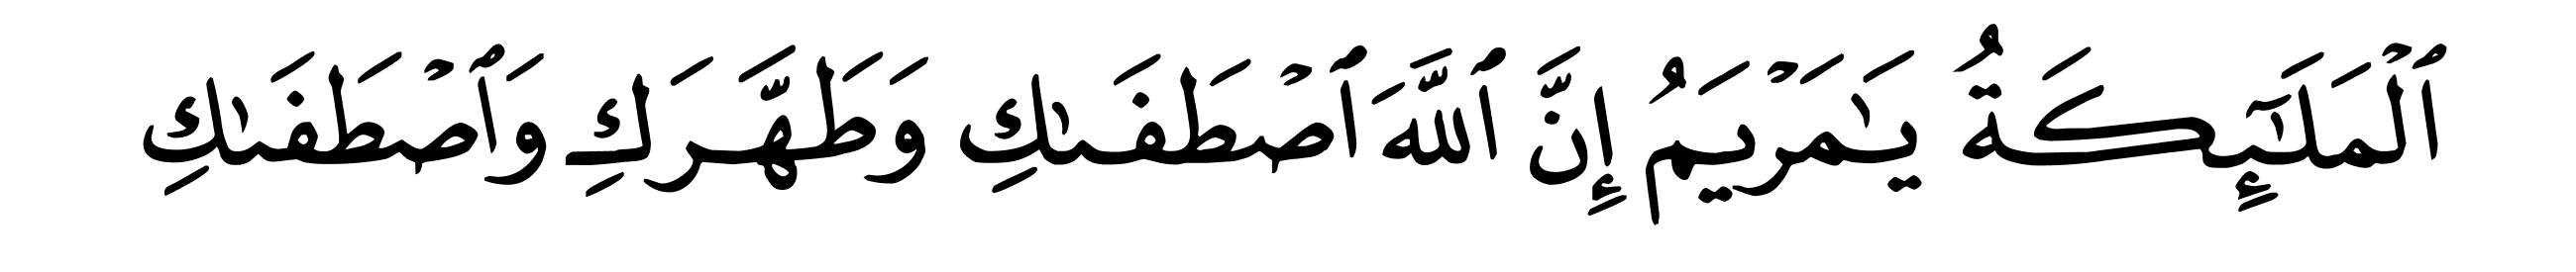 ٱلْمَلَـٰٓئِكَةُ يَـٰمَرْيَمُ إِنَّ ٱللَّهَ ٱصْطَفَىٰكِ وَطَهَّرَكِ وَٱصْطَفَىٰكِ